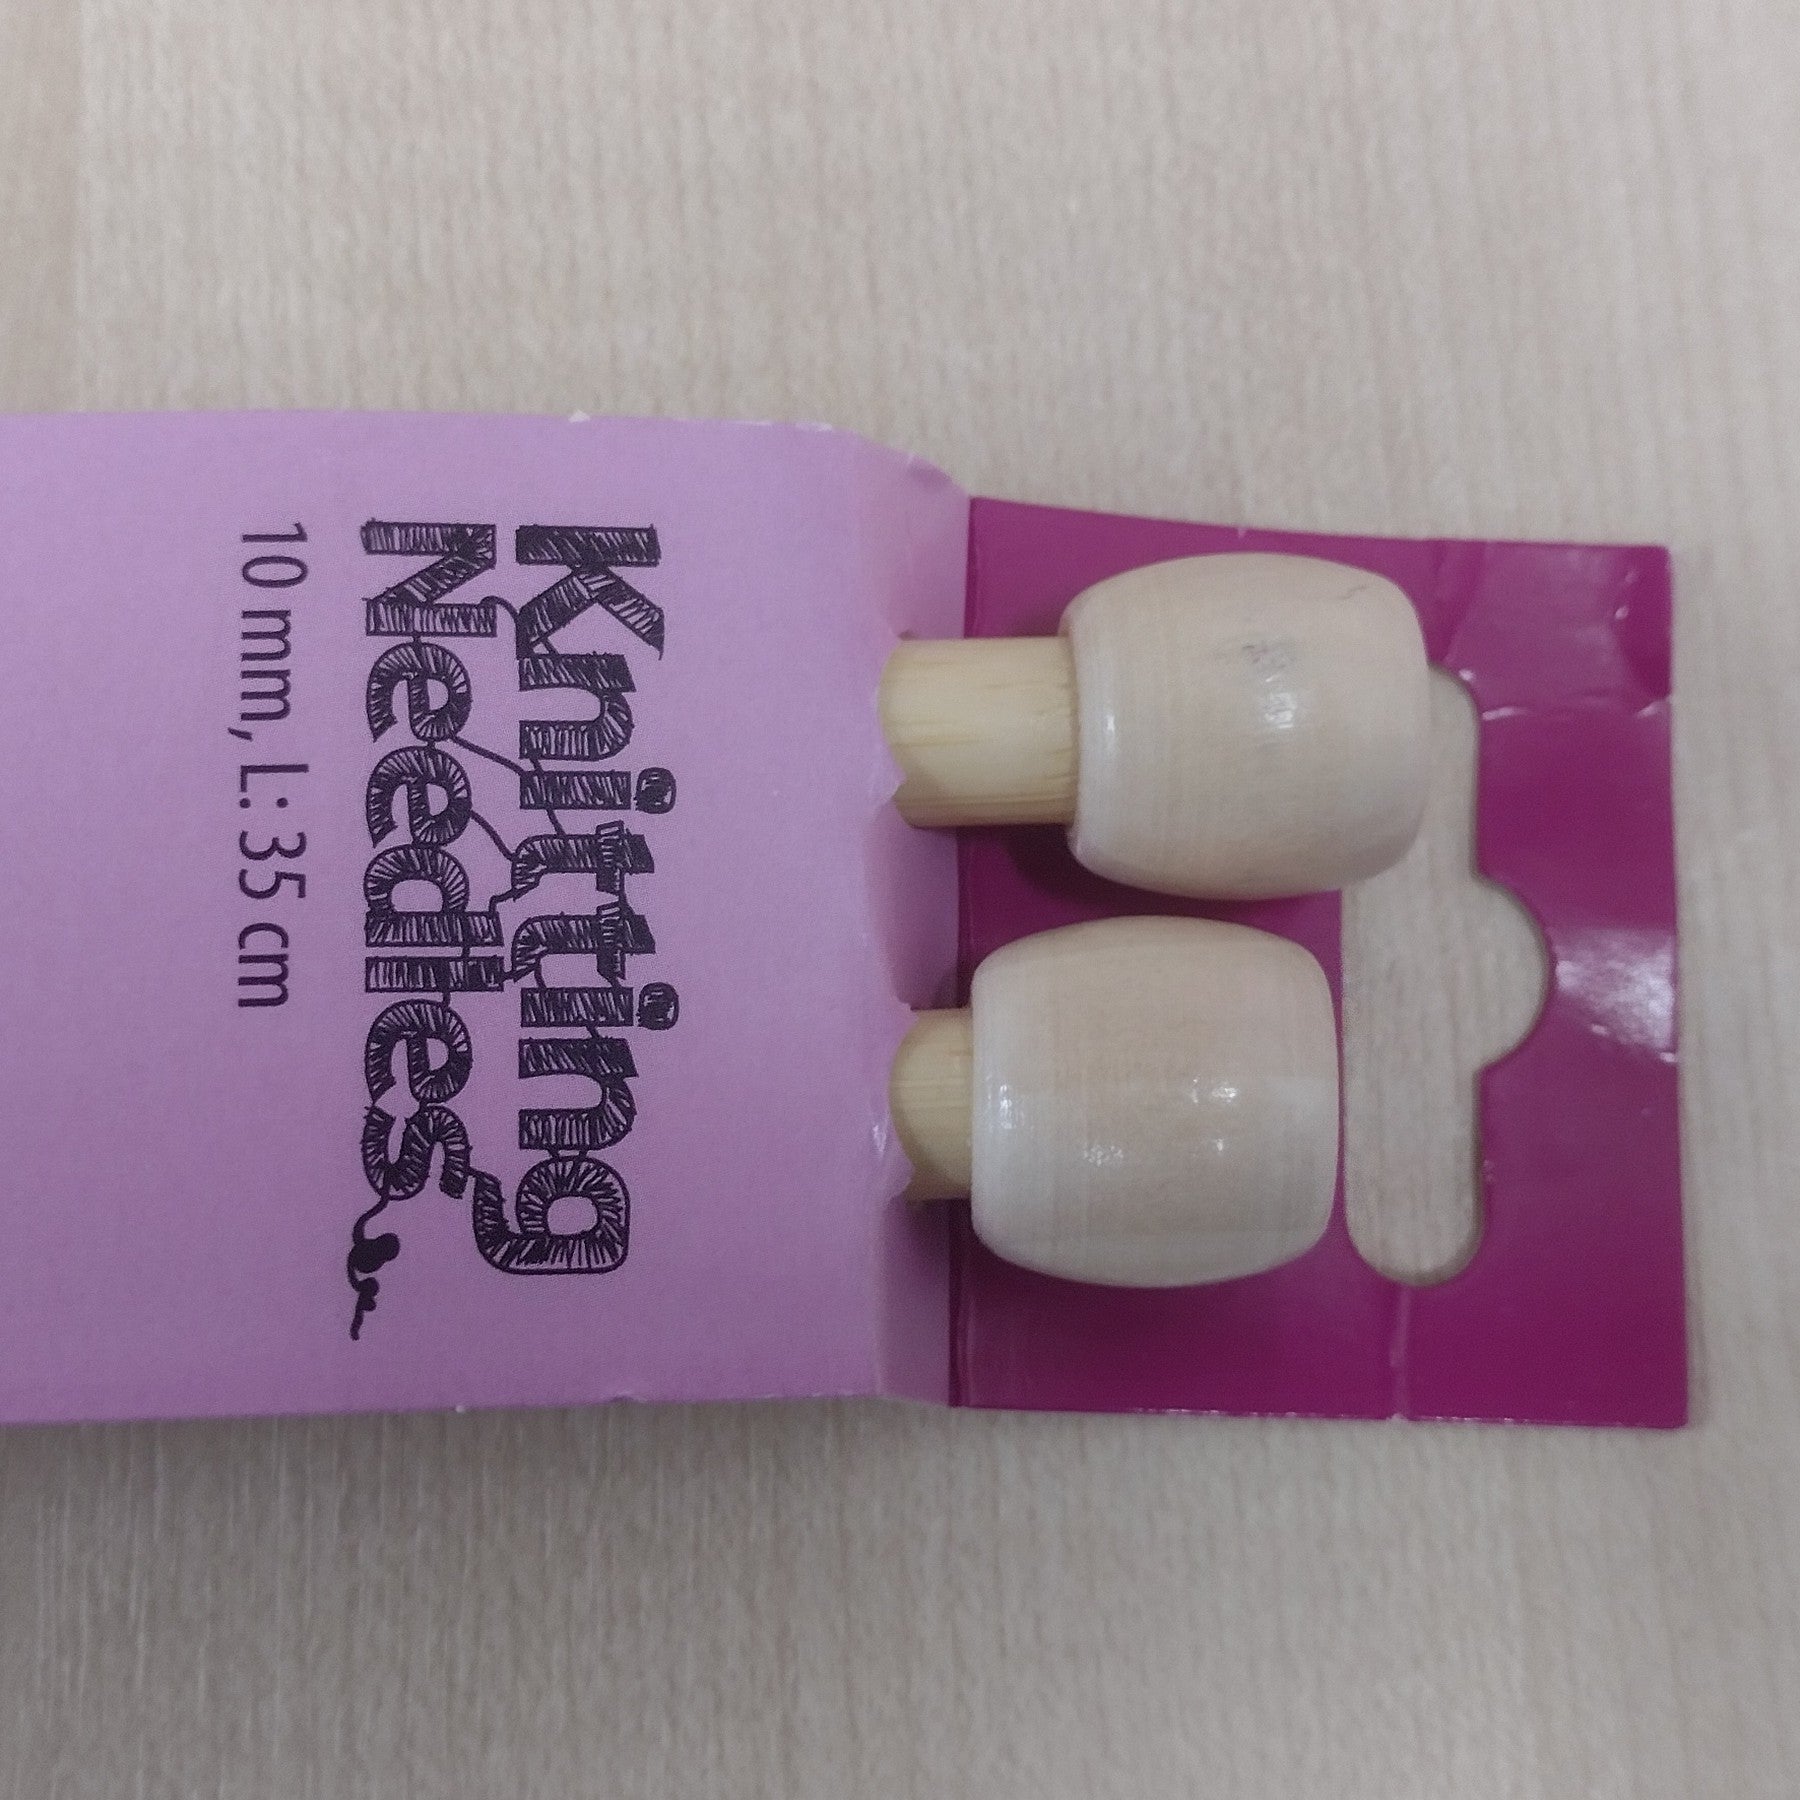 Knitting
Needles
10 mm, L: 35 cm